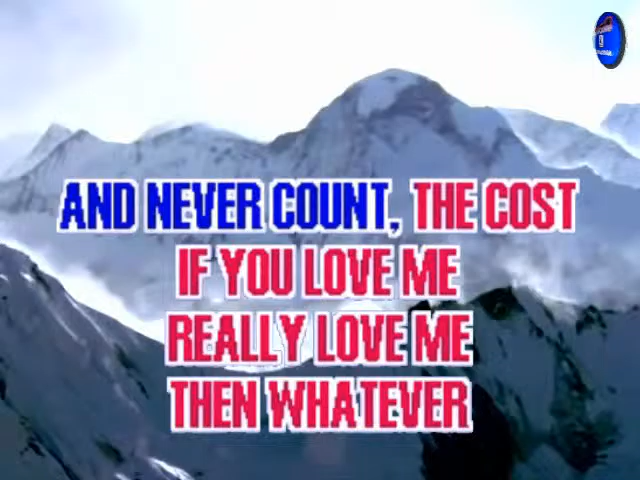 AND NEVER COUNT, THE COST
IF YOU LOVE ME
REALLY LOVE ME
THEN WHATEVER